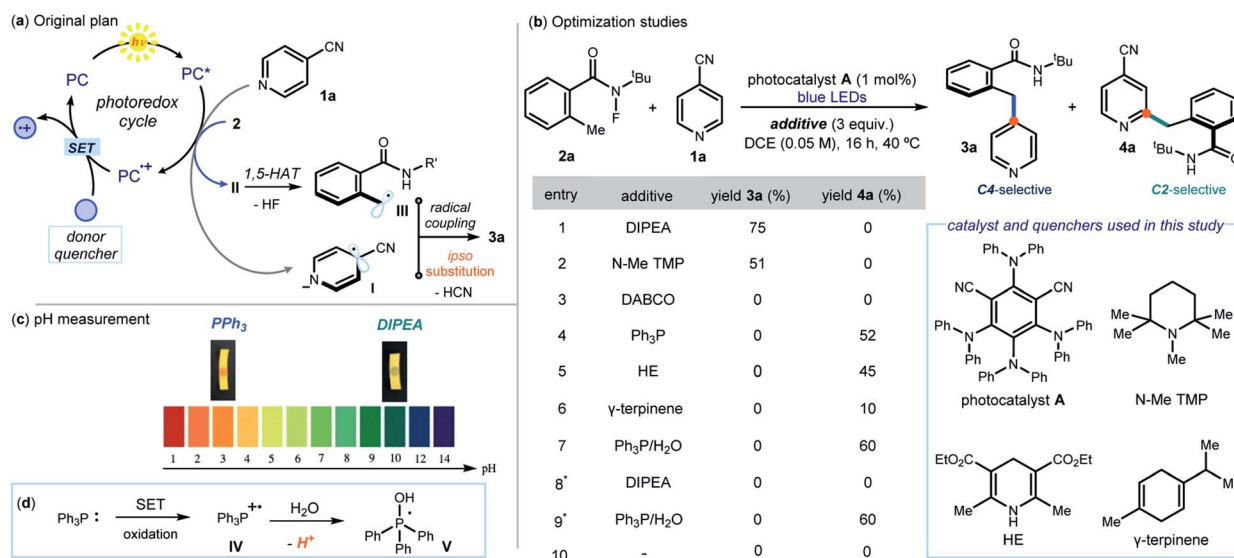 (a) Original plan
hν
PC
PC*
photoredox
cycle
SET
PC•+
•+
donor
quencher
CN
N
1a
2
II
1,5-HAT
- HF
O
N
H
R'
III
N
–
CN
I
radical
coupling
3a
ipso
substitution
- HCN
(b) Optimization studies
O
tBu
N
F
Me
2a
+
CN
N
1a
photocatalyst A (1 mol%)
blue LEDs
additive (3 equiv.)
DCE (0.05 M), 16 h, 40 ºC
O
tBu
N
H
3a
N
C4-selective
+
CN
N
4a
tBu
N
H
O
C2-selective
entry additive yield 3a (%) yield 4a (%)
1 DIPEA 75 0
2 N-Me TMP 51 0
3 DABCO 0 0
4 Ph3P 0 52
5 HE 0 45
6 γ-terpinene 0 10
7 Ph3P/H2O 0 60
8* DIPEA 0 0
9* Ph3P/H2O 0 60
10 - 0 0
catalyst and quenchers used in this study
Ph N Ph
NC CN
Ph N N Ph
Ph N Ph
Ph Ph
photocatalyst A
Me Me
Me N Me
Me
N-Me TMP
EtO2C CO2Et
Me N Me
H
HE
Me
Me
Me
γ-terpinene
(c) pH measurement
PPh3
DIPEA
1 2 3 4 5 6 7 8 9 10 12 14 pH
(d)
Ph3P :
SET
oxidation
Ph3P+•
IV
H2O
- H+
OH
Ph P Ph
Ph
V